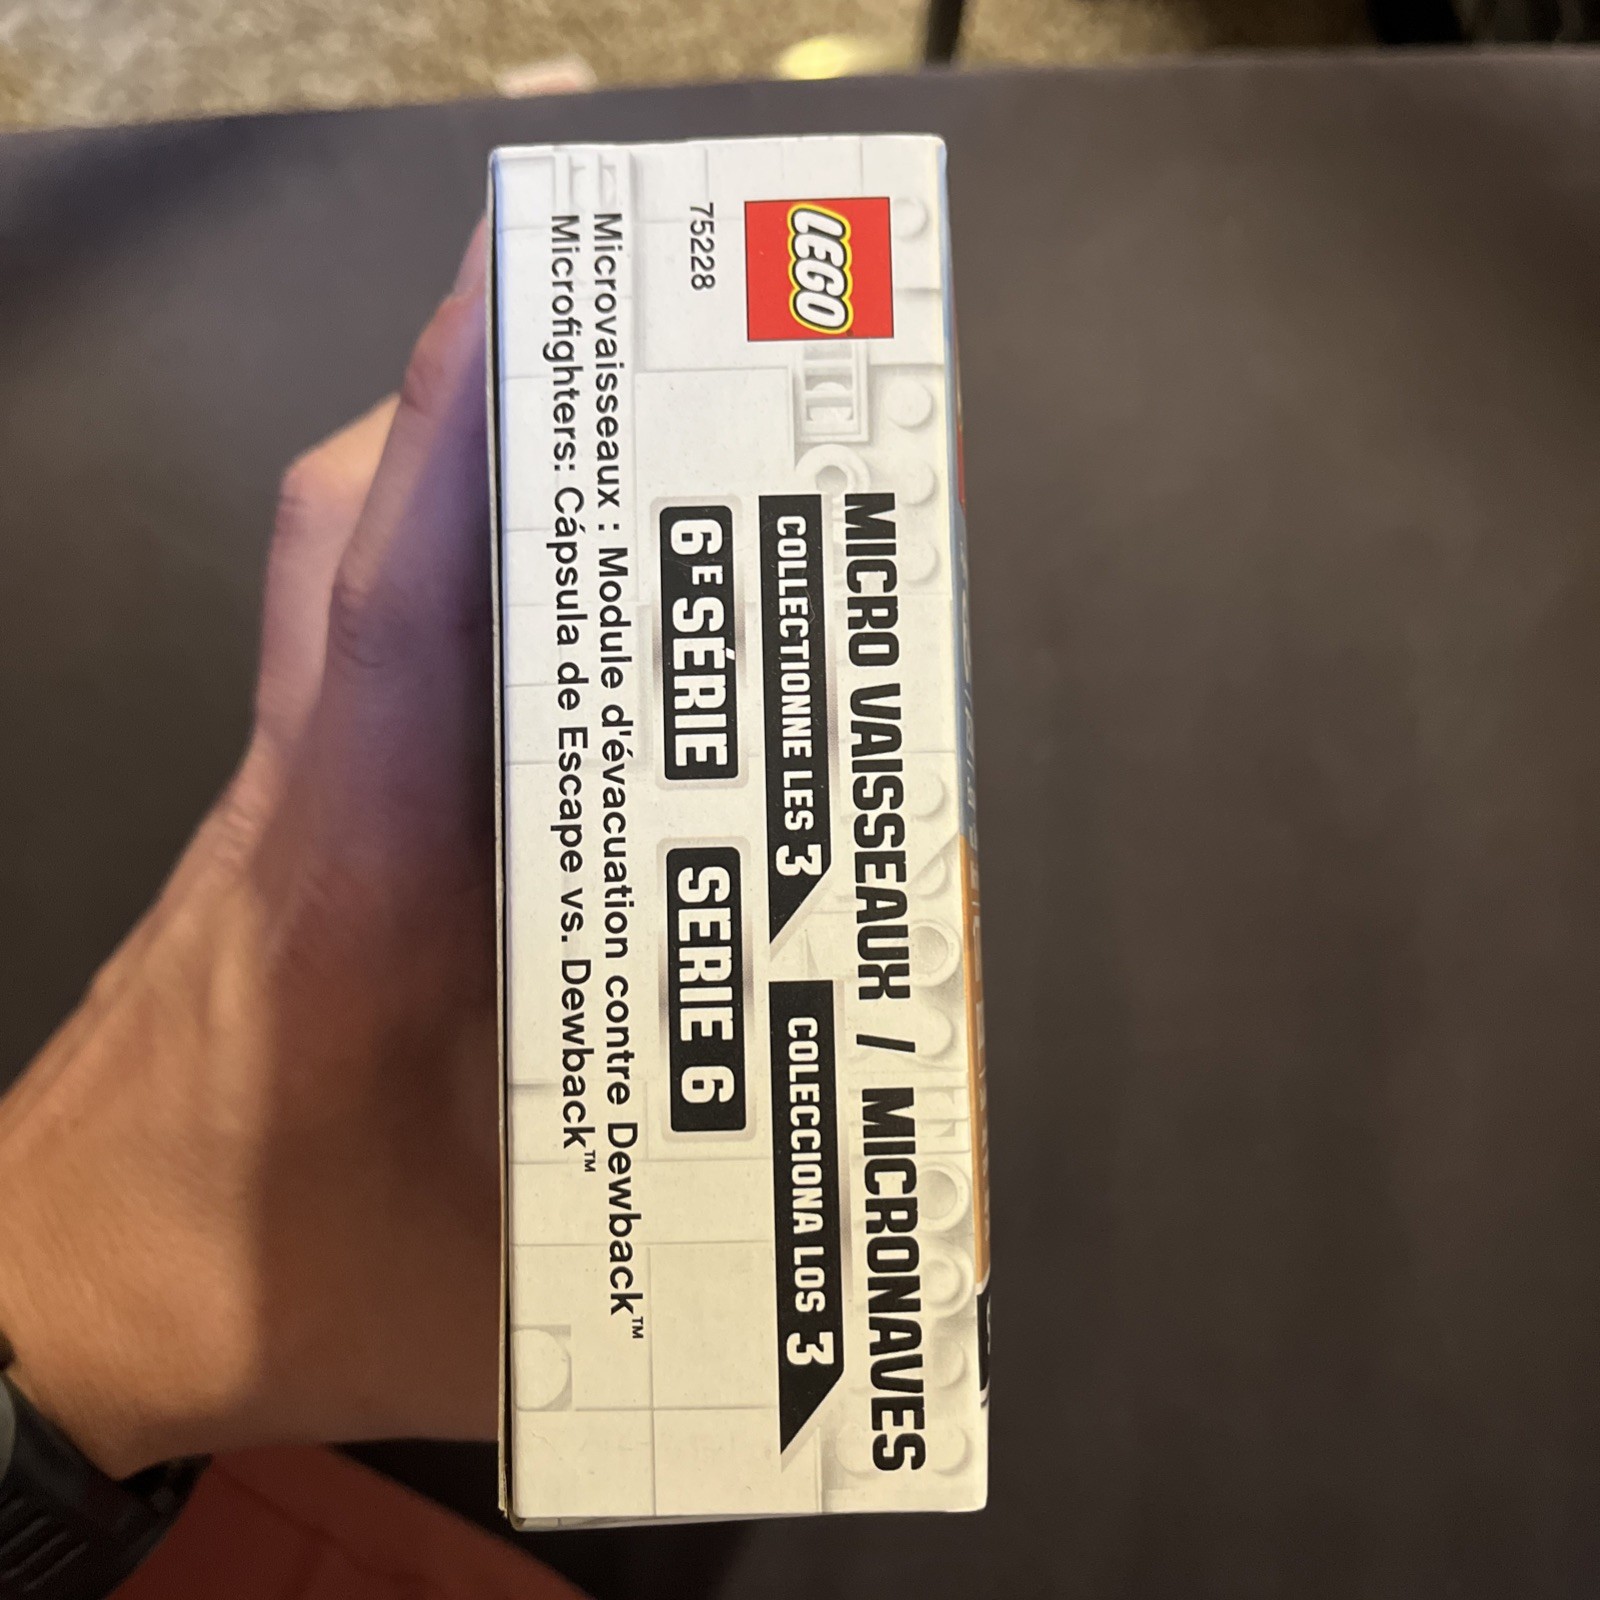 LEGO
75228
MICRO VAISSEAUX / MICRONAVES
COLLECTIONNE LES 3
COLECCIONA LOS 3
6E SÉRIE
SERIE 6
Microvaisseaux : Module d'évacuation contre Dewback™
Microfighters: Cápsula de Escape vs. Dewback™